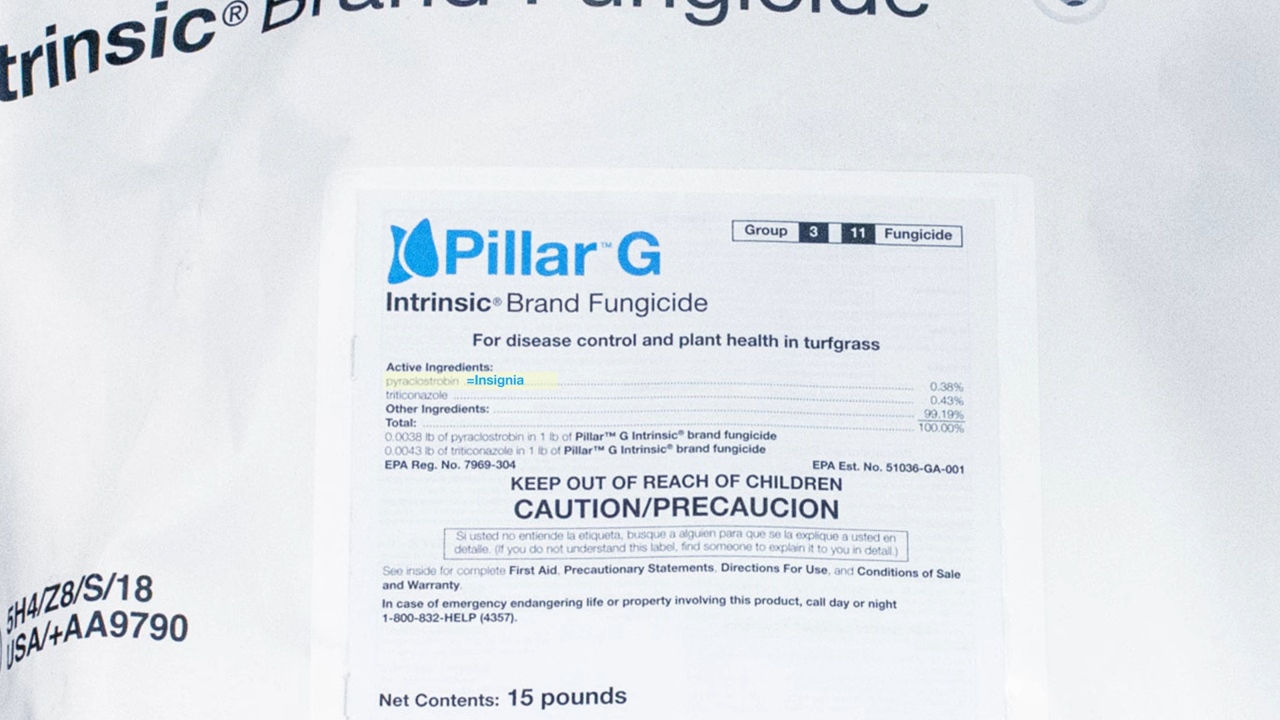 trinsic® Brand Fungicide
Pillar™ G
Group 3 11 Fungicide
Intrinsic® Brand Fungicide
For disease control and plant health in turfgrass
Active Ingredients:
pyraclostrobin =Insignia 0.38%
triticonazole 0.43%
Other Ingredients: 99.19%
Total: 100.00%
0.0038 lb of pyraclostrobin in 1 lb of Pillar™ G Intrinsic® brand fungicide
0.0043 lb of triticonazole in 1 lb of Pillar™ G Intrinsic® brand fungicide
EPA Reg. No. 7969-304 EPA Est. No. 51036-GA-001
KEEP OUT OF REACH OF CHILDREN
CAUTION/PRECAUCION
Si usted no entiende la etiqueta, busque a alguien para que se la explique a usted en
detalle. (If you do not understand this label, find someone to explain it to you in detail.)
See inside for complete First Aid, Precautionary Statements, Directions For Use, and Conditions of Sale
and Warranty.
In case of emergency endangering life or property involving this product, call day or night
1-800-832-HELP (4357).
5H4/Z8/S/18
USA/+AA9790
Net Contents: 15 pounds